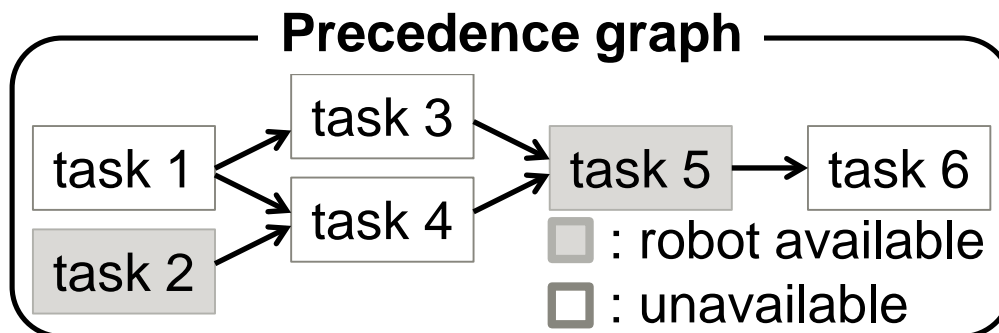 Precedence graph
task 1
task 2
task 3
task 4
task 5
task 6
: robot available
: unavailable